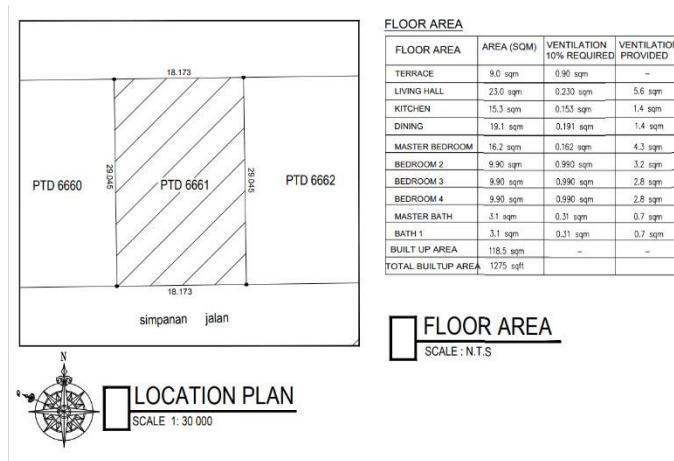 18.173
PTD 6660
29.045
PTD 6661
29.045
PTD 6662
18.173
simpanan jalan
N
LOCATION PLAN
SCALE 1: 30 000
FLOOR AREA
FLOOR AREA AREA (SQM) VENTILATION 10% REQUIRED VENTILATION PROVIDED
TERRACE 9.0 sqm 0.90 sqm –
LIVING HALL 23.0 sqm 0.230 sqm 5.6 sqm
KITCHEN 15.3 sqm 0.153 sqm 1.4 sqm
DINING 19.1 sqm 0.191 sqm 1.4 sqm
MASTER BEDROOM 16.2 sqm 0.162 sqm 4.3 sqm
BEDROOM 2 9.90 sqm 0.990 sqm 3.2 sqm
BEDROOM 3 9.90 sqm 0.990 sqm 2.8 sqm
BEDROOM 4 9.90 sqm 0.990 sqm 2.8 sqm
MASTER BATH 3.1 sqm 0.31 sqm 0.7 sqm
BATH 1 3.1 sqm 0.31 sqm 0.7 sqm
BUILT UP AREA 118.5 sqm – –
TOTAL BUILTUP AREA 1275 sqft
FLOOR AREA
SCALE : N.T.S